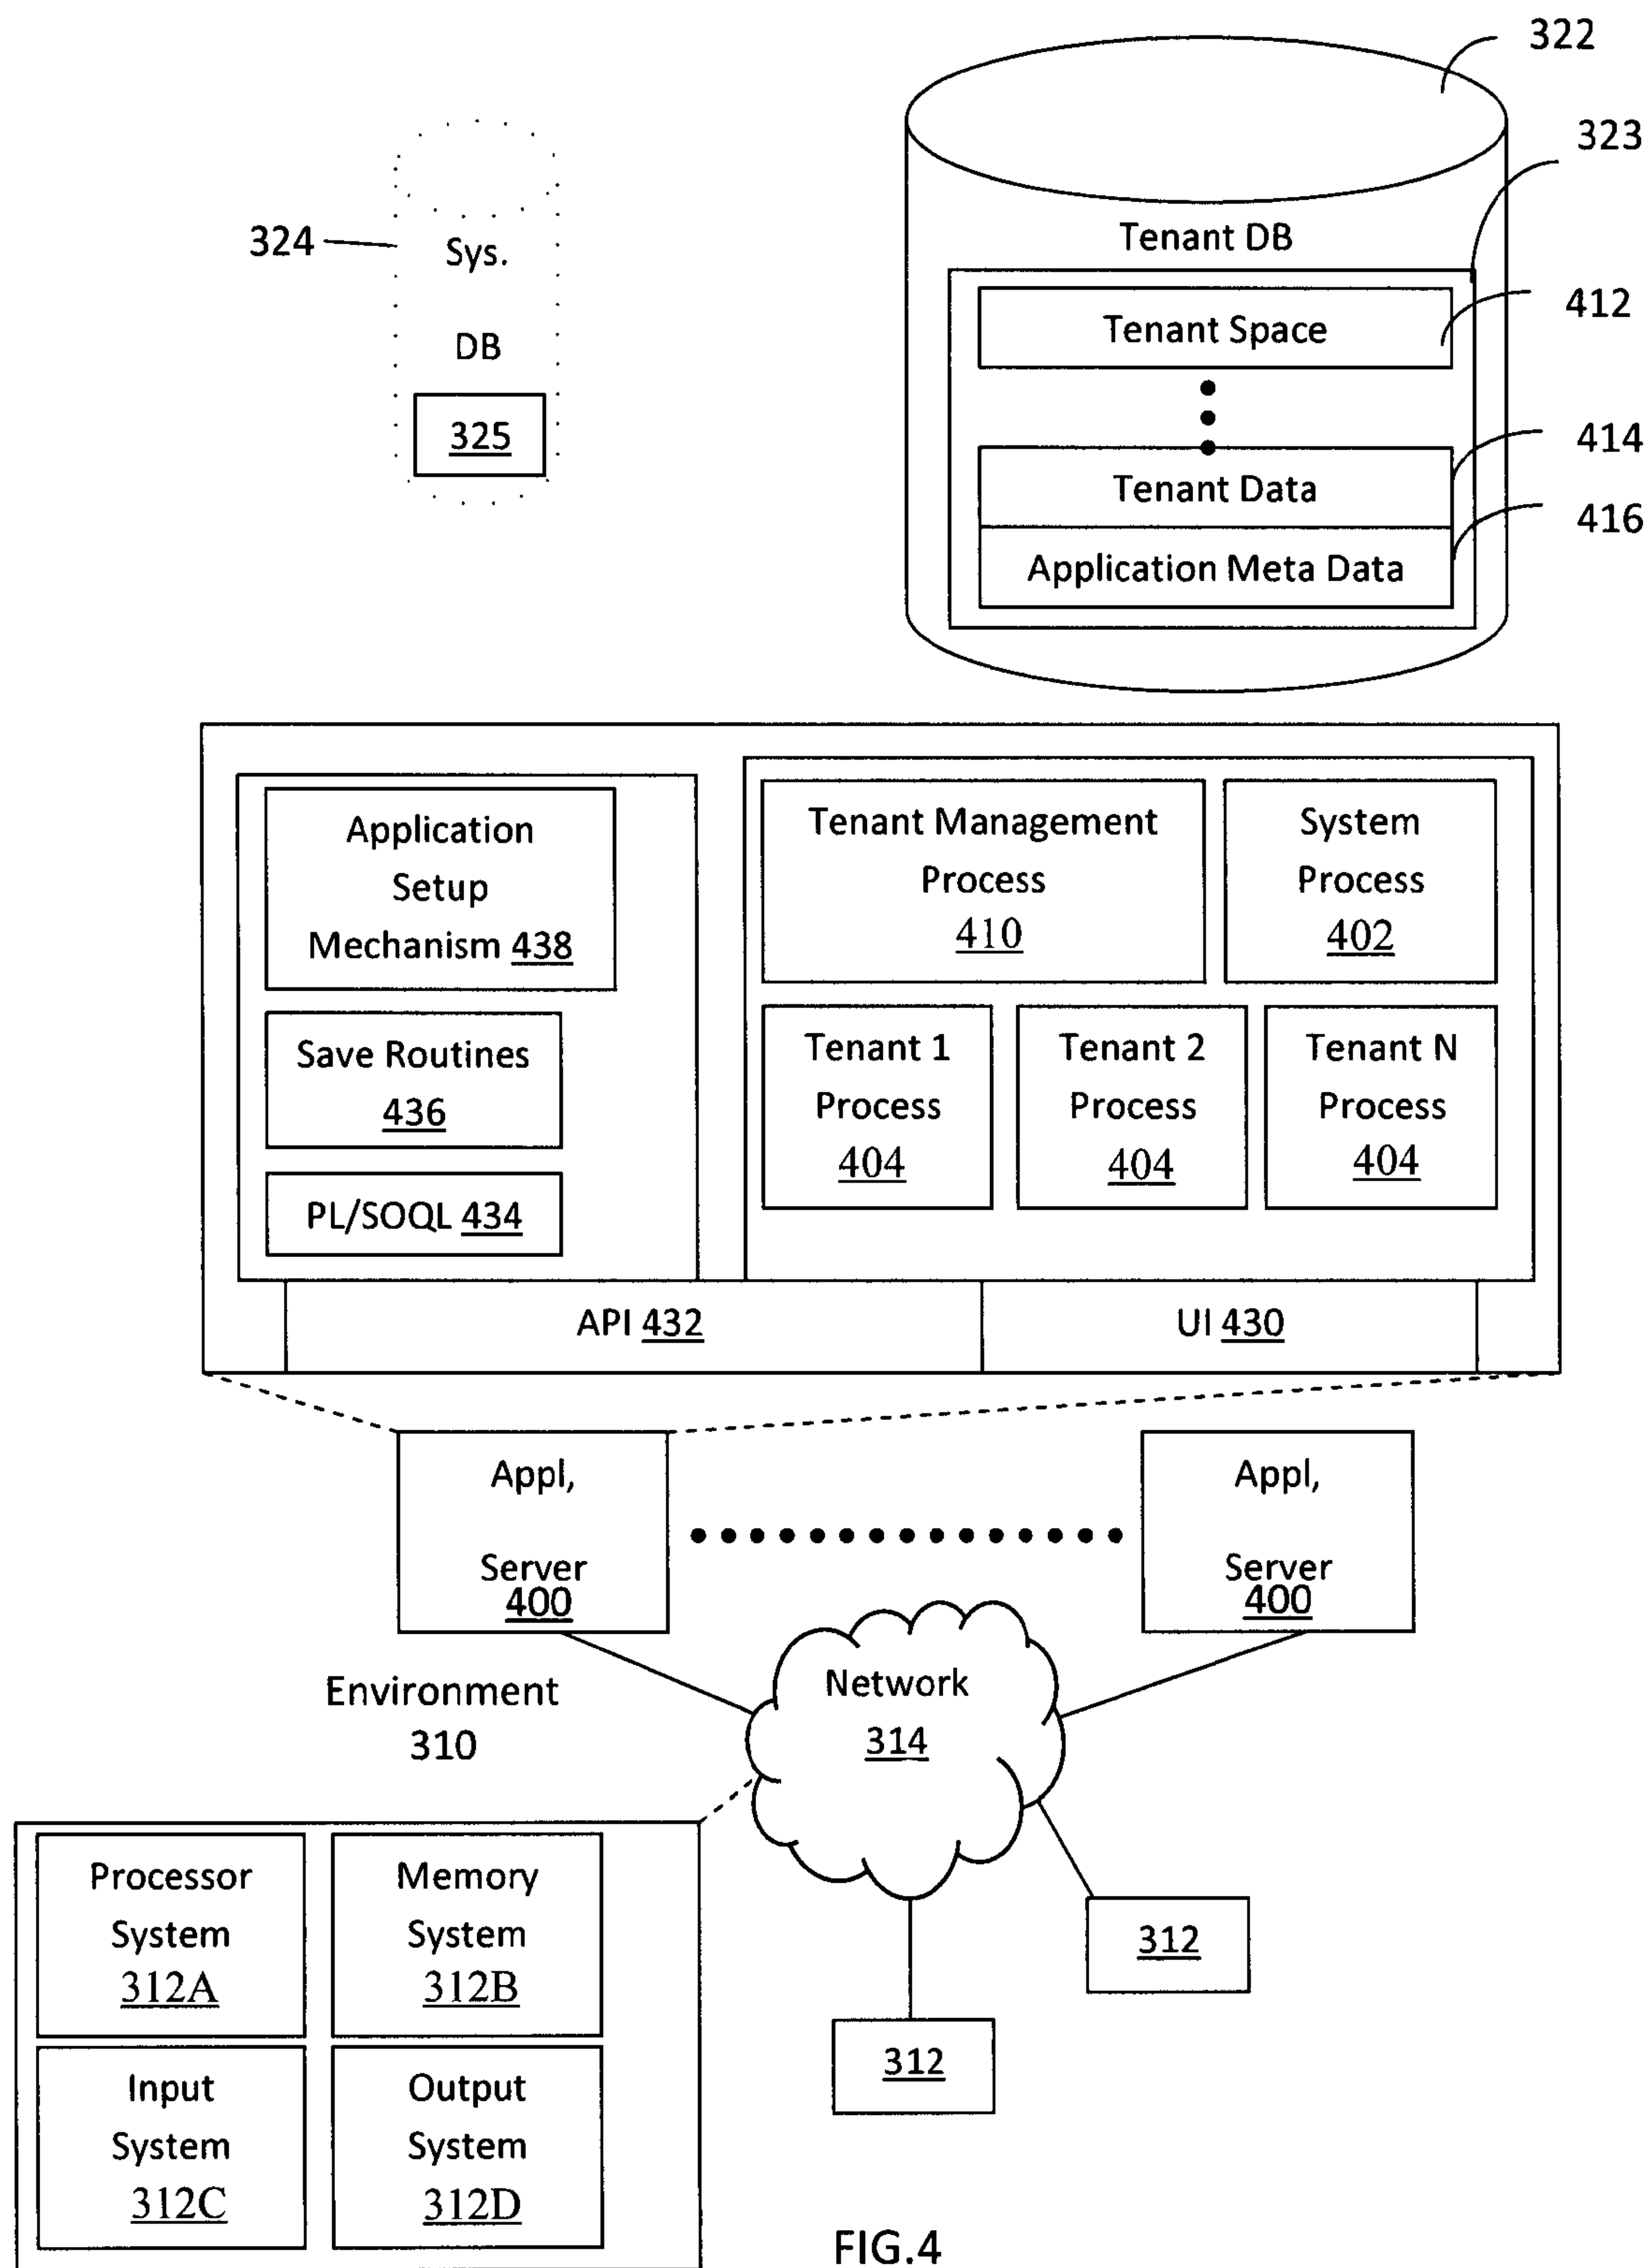 322
323
Tenant DB
324
Sys.
412
Tenant Space
DB
325
414
Tenant Data
416
Application Meta Data
Application
Setup
Mechanism 438
Tenant Management
Process
410
System
Process
402
Save Routines
436
Tenant 1
Process
404
Tenant 2
Process
404
Tenant N
Process
404
PL/SOQL 434
API 432
UI 430
Appl,
Server
400
Appl,
Server
400
Environment
310
Network
314
Processor
System
312A
Memory
System
312B
312
312
Input
System
312C
Output
System
312D
FIG.4